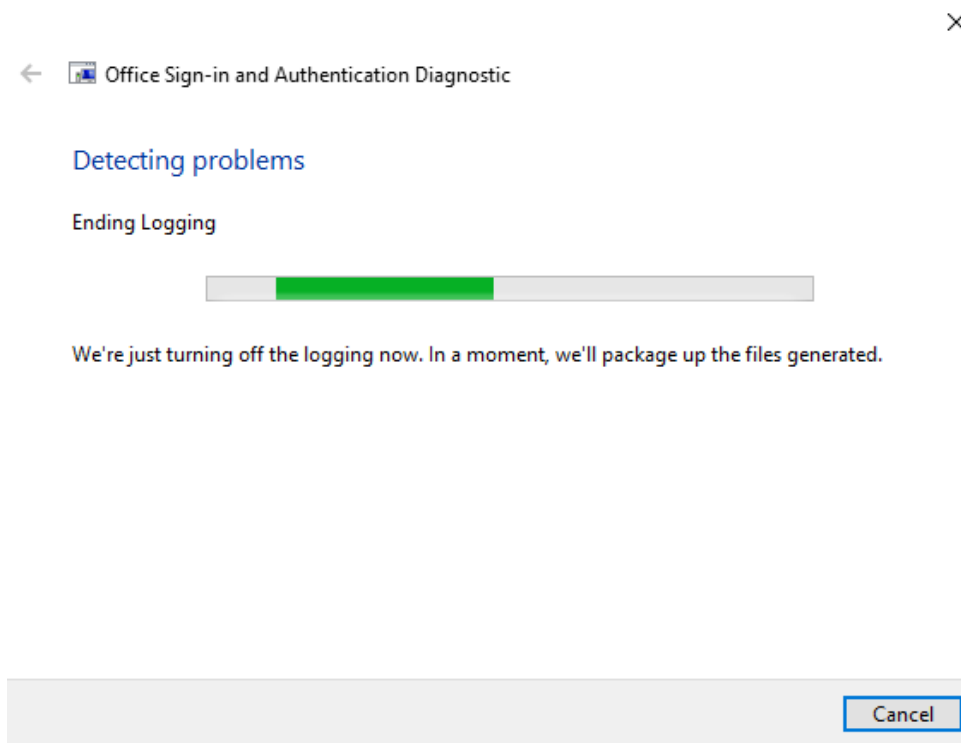 Office Sign-in and Authentication Diagnostic
Detecting problems
Ending Logging
We're just turning off the logging now. In a moment, we'll package up the files generated.
Cancel